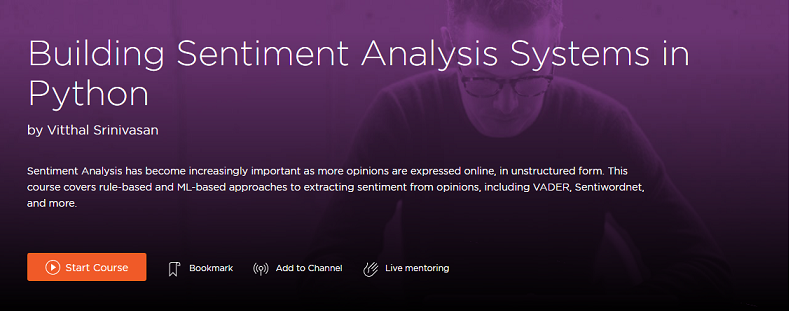 Building Sentiment Analysis Systems in
Python
by Vitthal Srinivasan
Sentiment Analysis has become increasingly important as more opinions are expressed online, in unstructured form. This
course covers rule-based and ML-based approaches to extracting sentiment from opinions, including VADER, Sentiwordnet,
and more.
Start Course Bookmark Add to Channel Live mentoring